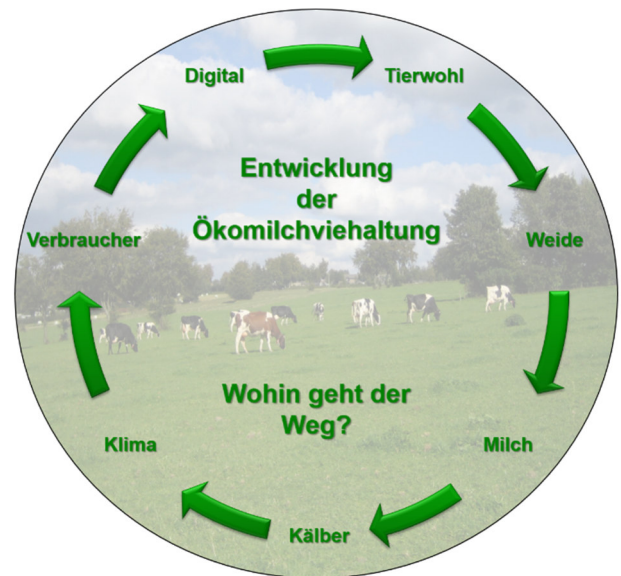 Digital
Tierwohl
Entwicklung
der
Ökomilchviehaltung
Verbraucher
Weide
Wohin geht der
Weg?
Klima
Milch
Kälber